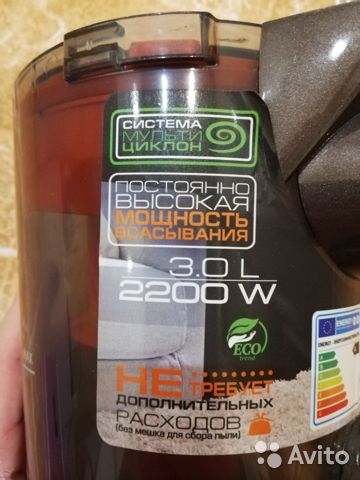 СИСТЕМА
МУЛЬТИ
ЦИКЛОН
ПОСТОЯННО
ВЫСОКАЯ
МОЩНОСТЬ
ВСАСЫВАНИЯ
3.0 L
2200 W
ECO
trend
НЕ ТРЕБУЕТ
ДОПОЛНИТЕЛЬНЫХ
РАСХОДОВ
(без мешка для сбора пыли)
ENERGY
Avito